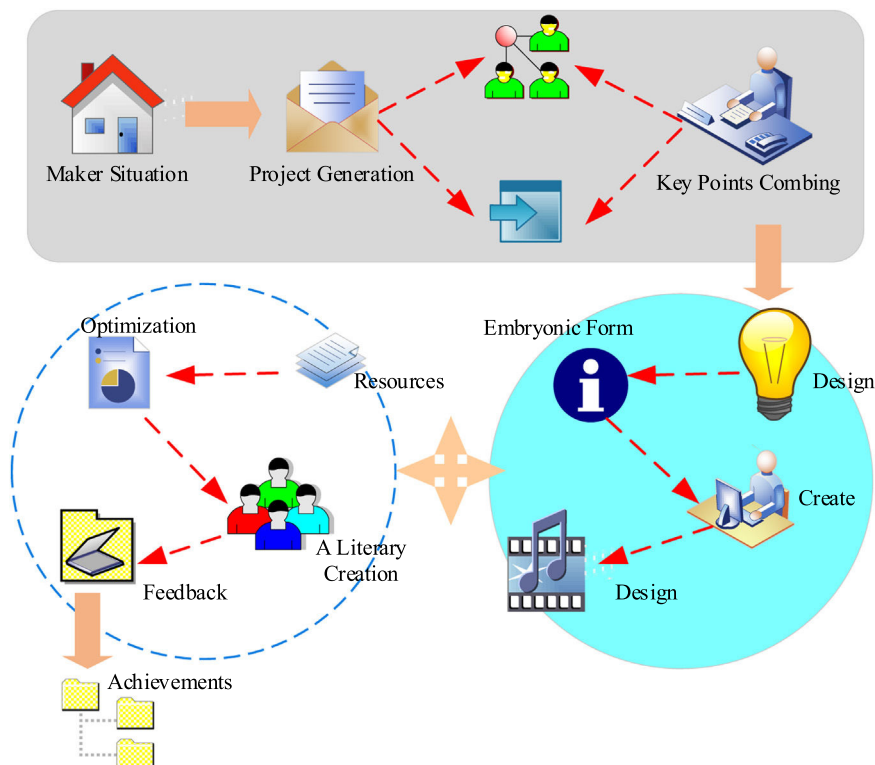 Maker Situation
Project Generation
Key Points Combing
Optimization
Resources
A Literary
Creation
Feedback
Achievements
Embryonic Form
Design
Create
Design